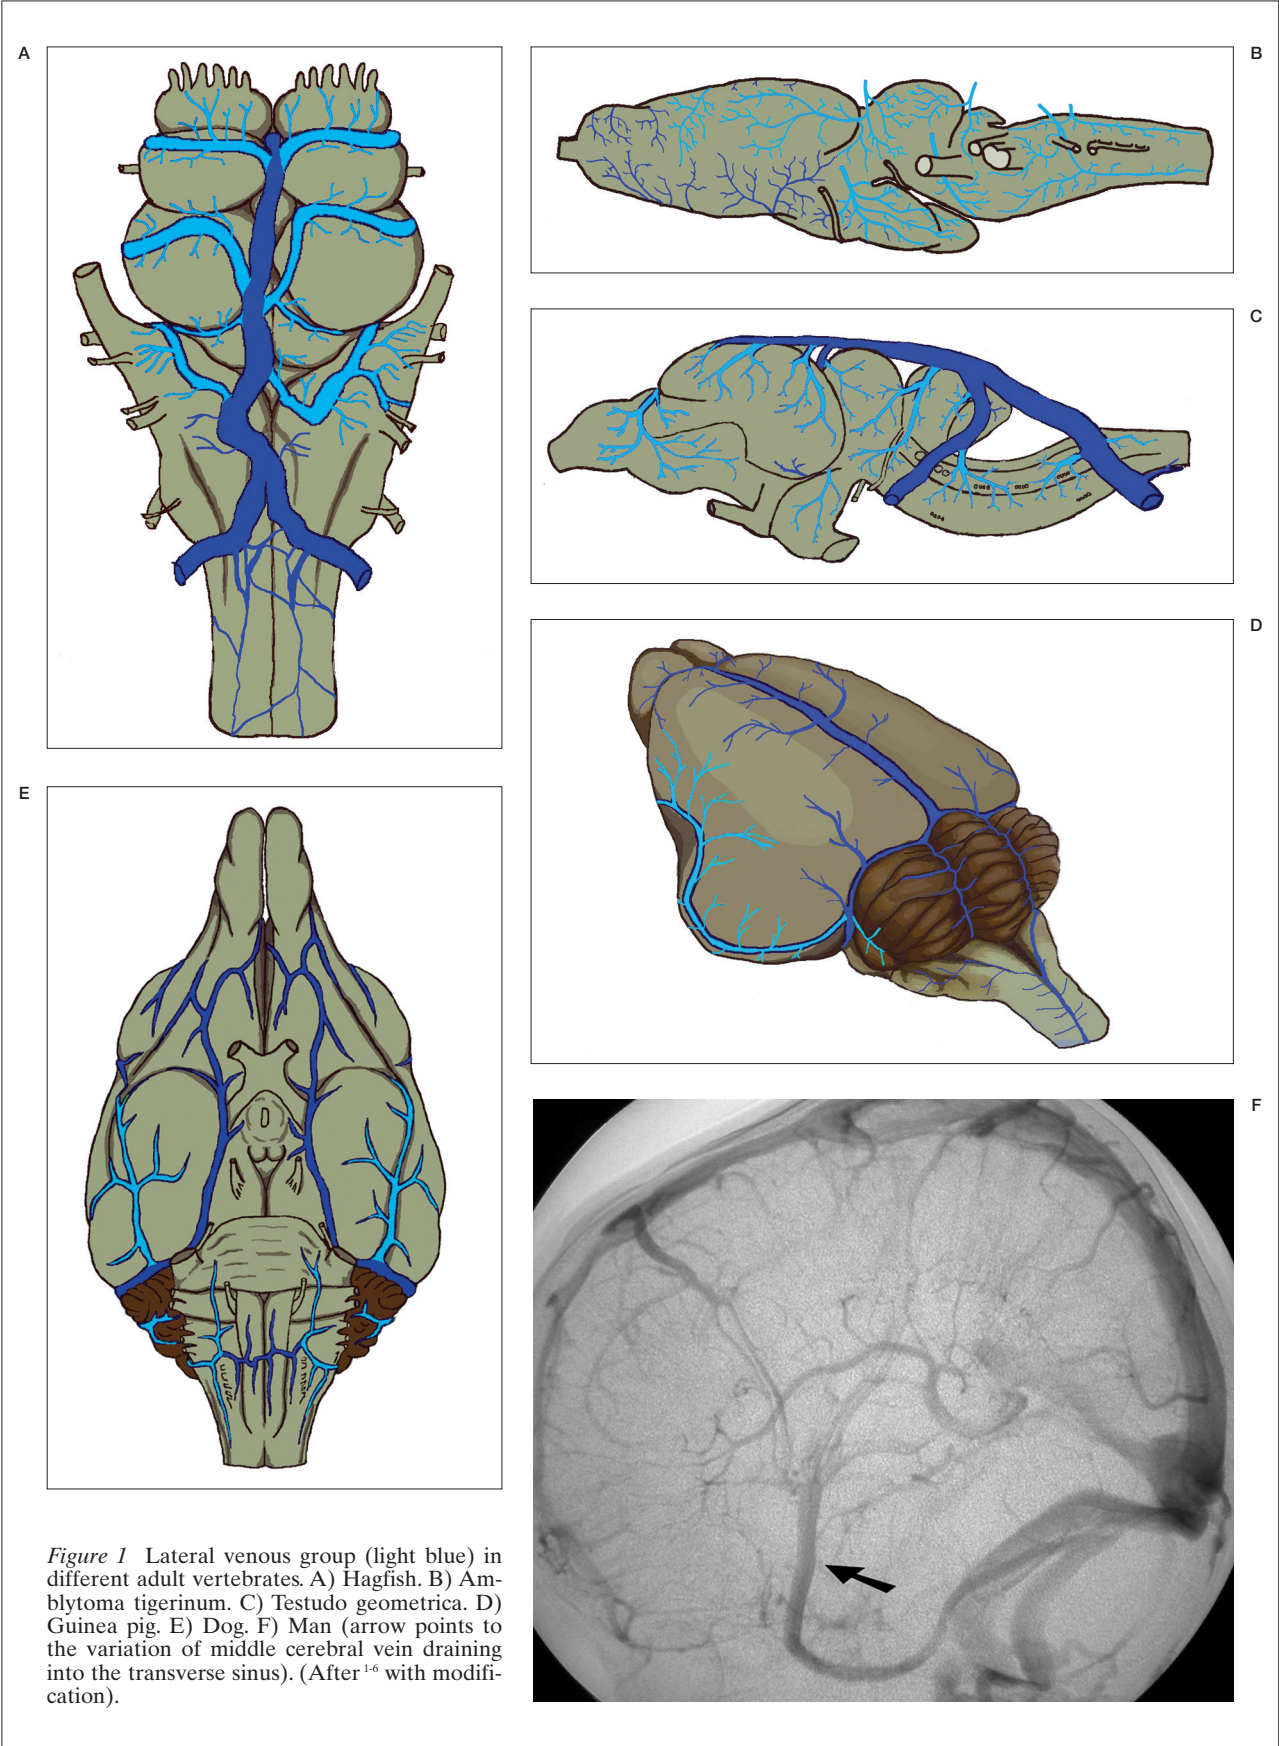 A
B
C
D
E
F
Figure 1 Lateral venous group (light blue) in
different adult vertebrates. A) Hagfish. B) Am-
blytoma tigerinum. C) Testudo geometrica. D)
Guinea pig. E) Dog. F) Man (arrow points to
the variation of middle cerebral vein draining
into the transverse sinus). (After 1-6 with modifi-
cation).